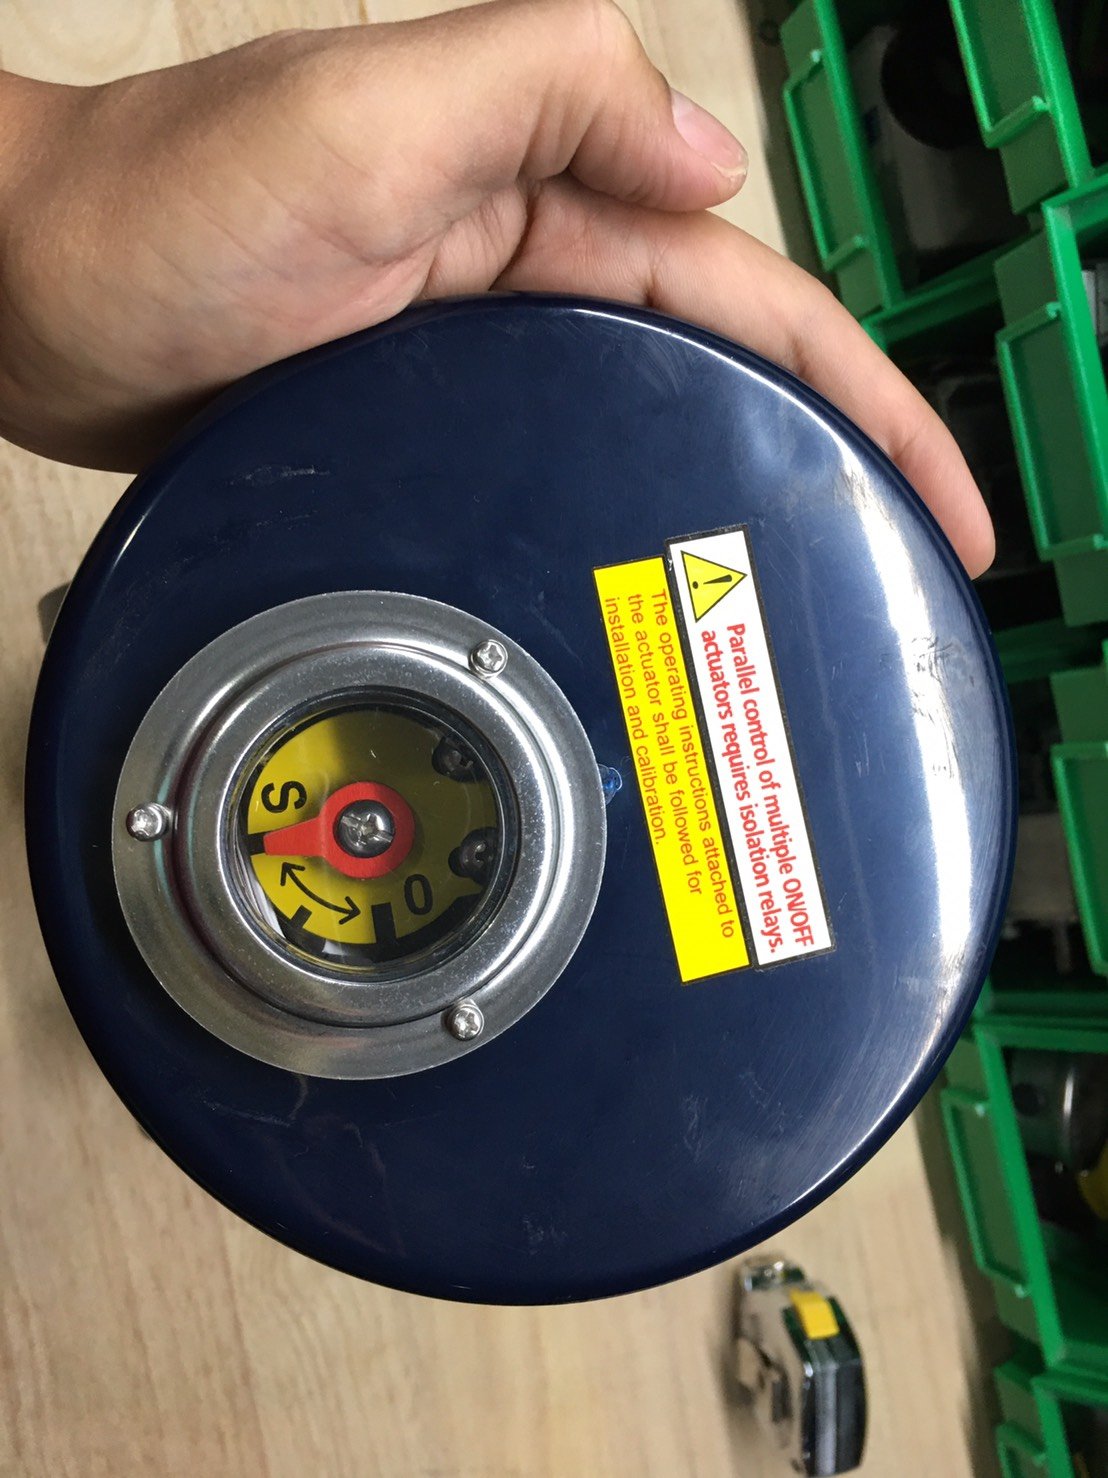 Parallel control of multiple ON/OFF
actuators requires isolation relays.
The operating instructions attached to
the actuator shall be followed for
installation and calibration.
S
O